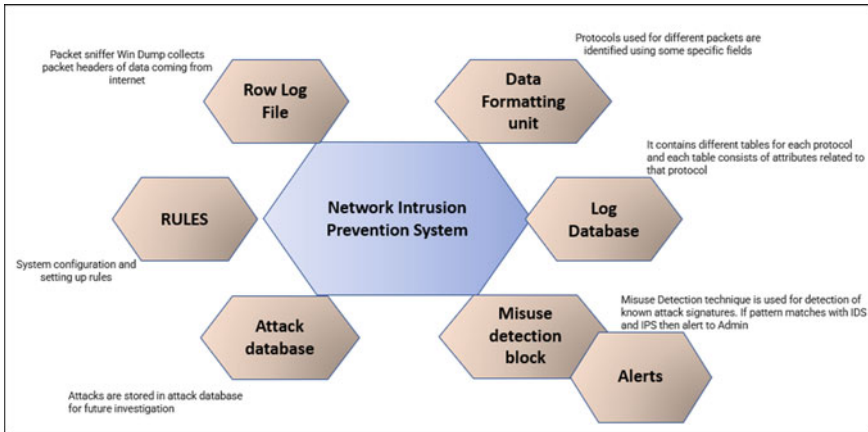 Packet sniffer Win Dump collects
packet headers of data coming from
internet
Row Log
File
Protocols used for different packets are
identified using some specific fields
Data
Formatting
unit
It contains different tables for each protocol
and each table consists of attributes related to
that protocol
RULES
Network Intrusion
Prevention System
Log
Database
System configuration and
setting up rules
Attack
database
Misuse
detection
block
Misuse Detection technique is used for detection of
known attack signatures. If pattern matches with IDS
and IPS then alert to Admin
Alerts
Attacks are stored in attack database
for future investigation